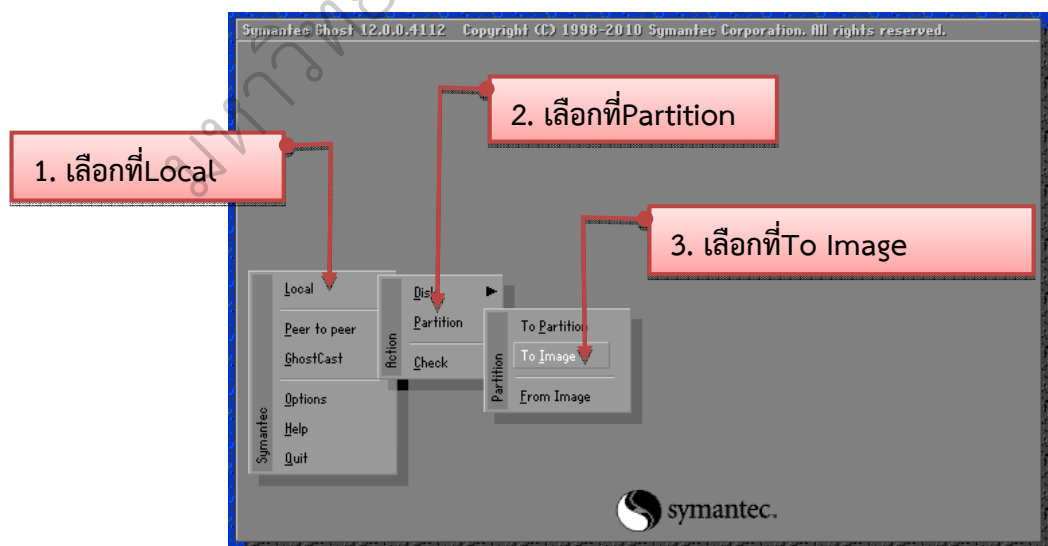 Symantec Ghost 12.0.0.4112 Copyright (C) 1998-2010 Symantec Corporation. All rights reserved.
2. เลือกที่Partition
1. เลือกที่Local
3. เลือกที่To Image
Symantec
Local
Peer to peer
GhostCast
Options
Help
Quit
Action
Disk
Partition
Check
Partition
To Partition
To Image
From Image
symantec.